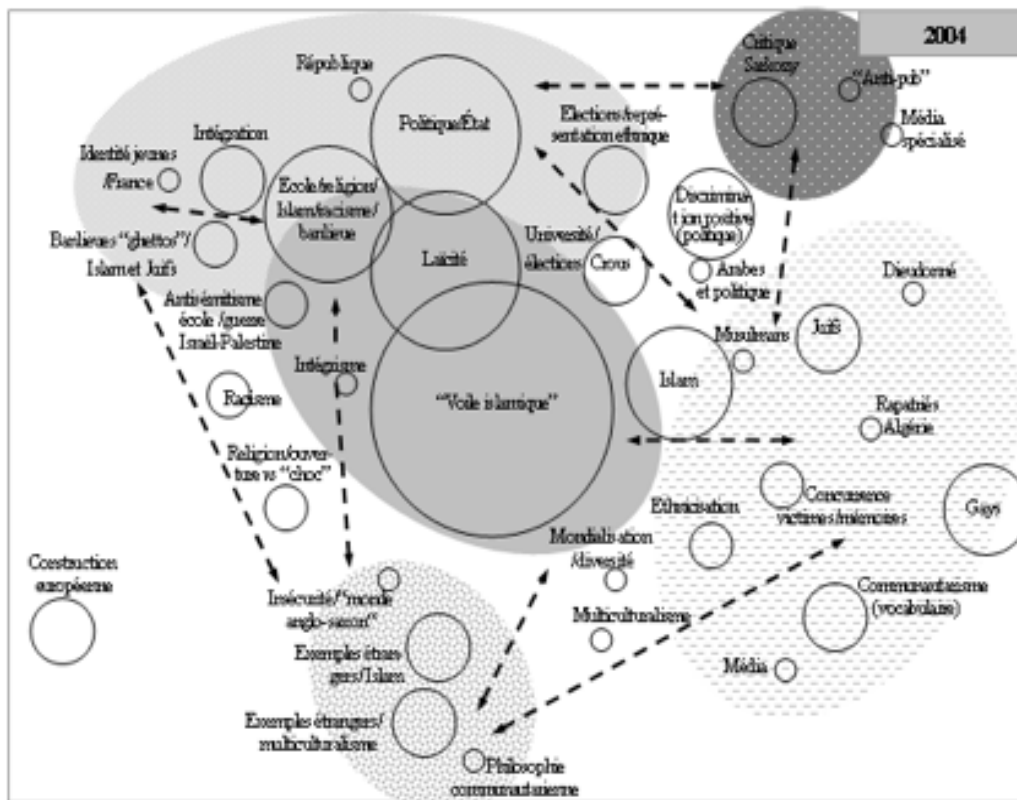 2004
Critique
Sarkozy
"Anti-pub"
Média
spécialisé
République
Politique/État
Elections/repré-
sentation ethnique
Intégration
Identité jeunes
/France
Ecole/religion/
Islam/racisme/
banlieue
Discrimina-
tion positive
(politique)
Banlieues "ghettos"/
Islam et Juifs
Laïcité
Université/
élections
Crous
Arabes
et politique
Dieudonné
Antisémitisme
école /guerre
Israël-Palestine
Musulmans
Juifs
Intégrisme
Islam
Racisme
"Voile islamique"
Rapatriés
Algérie
Religion/ouver-
ture vs "choc"
Ethnicisation
Concurrence
victimes/mémoires
Gays
Mondialisation
/diversité
Construction
européenne
Insécurité/"monde
anglo-saxon"
Multiculturalisme
Communautarisme
(vocabulaire)
Exemples étran-
gers/Islam
Média
Exemples étrangers/
multiculturalisme
Philosophie
communautarienne